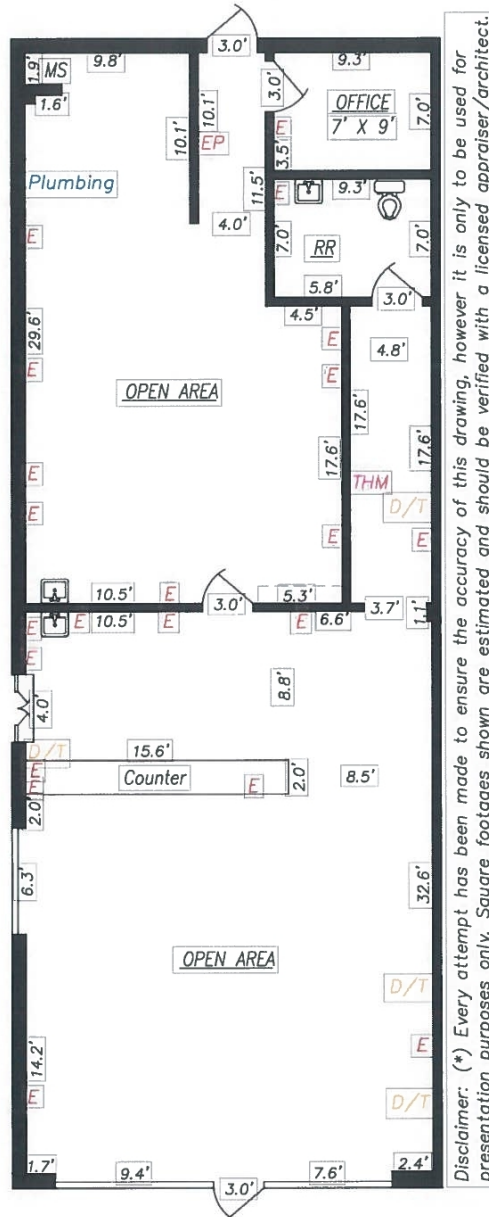 3.0'
1.9'
MS
9.8'
9.3'
1.6'
3.0'
OFFICE
7' X 9'
7.0'
10.1'
10.1'
EP
E
3.5'
Plumbing
E
9.3'
11.5'
4.0'
7.0'
RR
7.0'
E
5.8'
3.0'
4.5'
29.6'
E
4.8'
E
E
OPEN AREA
17.6'
17.6'
17.6'
E
THM
D/T
E
E
E
10.5'
E
3.0'
5.3'
3.7'
1.1'
E
E
10.5'
E
E
6.6'
E
4.0'
8.8'
D/T
15.6'
E
Counter
E
E
2.0'
8.5'
2.0'
6.3'
32.6'
OPEN AREA
D/T
14.2'
E
E
D/T
1.7'
9.4'
3.0'
7.6'
2.4'
Disclaimer: (*) Every attempt has been made to ensure the accuracy of this drawing, however it is only to be used for
presentation purposes only. Square footages shown are estimated and should be verified with a licensed appraiser/architect.